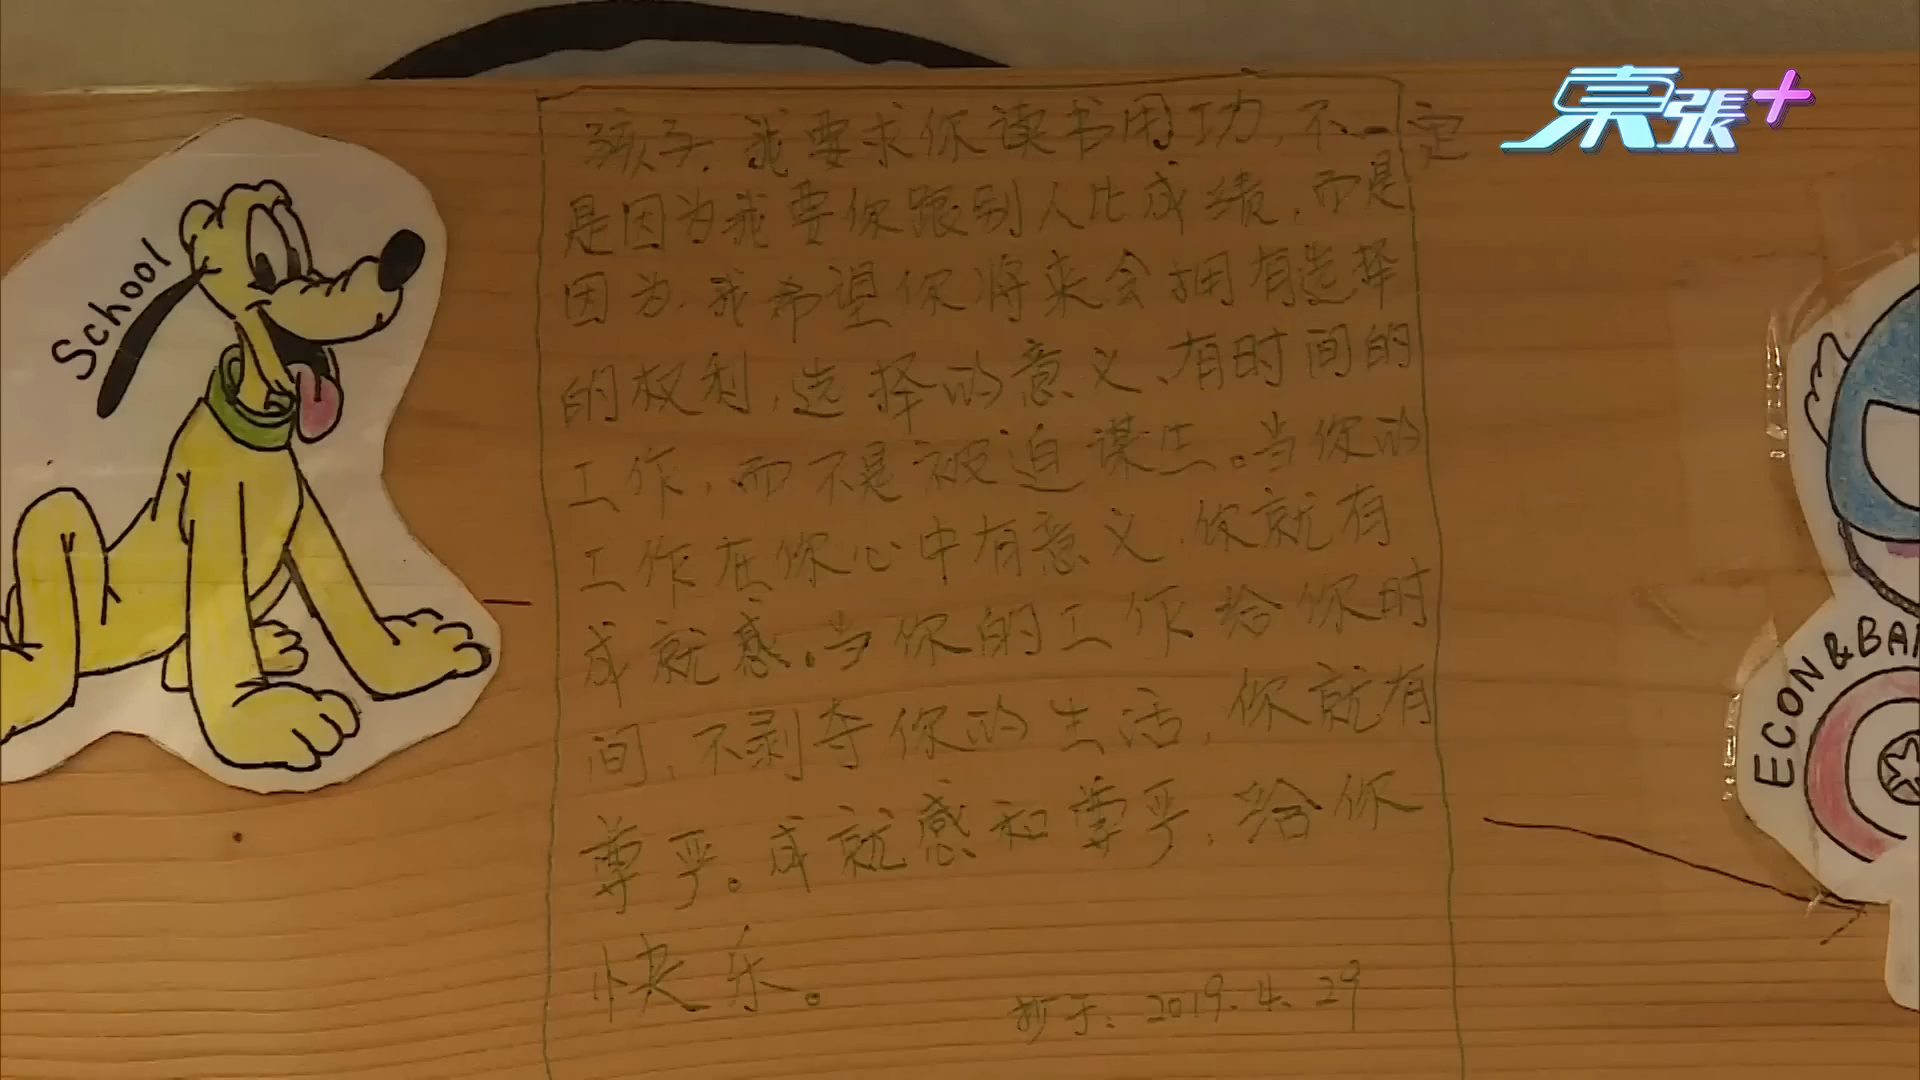 東張+
School
孩子,我要求你读书用功,不一定
是因为我要你跟别人比成绩,而是
因为,我希望你将来会拥有选择
的权利,选择的意义、有时间的
工作,而不是被迫谋生。当你的
工作在你心中有意义,你就有
成就感。当你的工作给你时
间,不剥夺你的生活,你就有
尊严。成就感和尊严,给你
快乐。
抄于:2019.4.29
ECON&BA